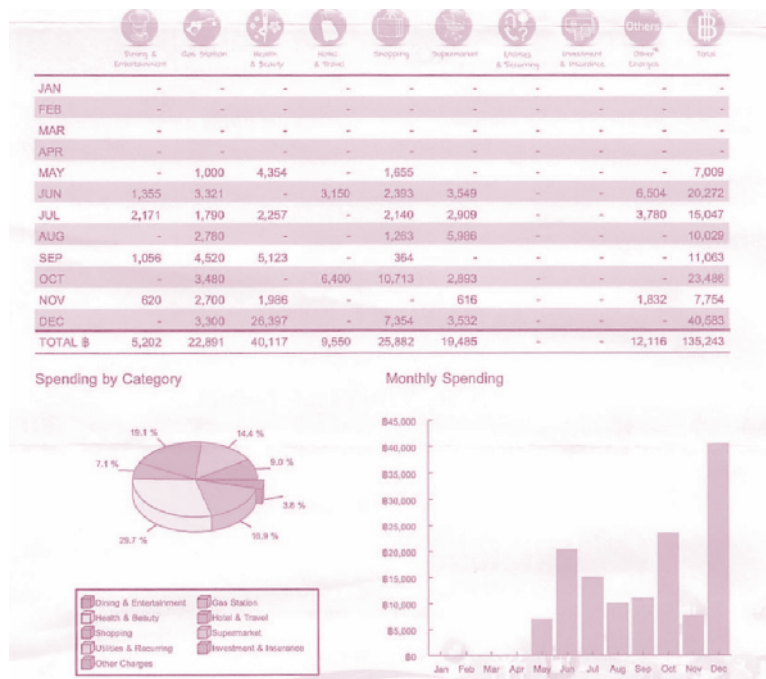 Others
Dining & Gas Station Health Hotel Shopping Supermarket Utilities Investment Other Total
Entertainment & Beauty & Travel & Recurring & Insurance Charges
JAN - - - - - - - - - -
FEB - - - - - - - - - -
MAR - - - - - - - - - -
APR - - - - - - - - - -
MAY - 1,000 4,354 - 1,655 - - - 7,009
JUN 1,355 3,321 - 3,150 2,393 3,549 - - 6,504 20,272
JUL 2,171 1,790 2,257 - 2,140 2,909 - - 3,780 15,047
AUG - 2,780 - - 1,263 5,986 - - - 10,029
SEP 1,056 4,520 5,123 - 364 - - - - 11,063
OCT - 3,480 - 6,400 10,713 2,893 - - - 23,486
NOV 620 2,700 1,986 - - 616 - - 1,832 7,754
DEC - 3,300 26,397 - 7,354 3,532 - - - 40,583
TOTAL ฿ 5,202 22,891 40,117 9,550 25,882 19,485 - - 12,116 135,243
Spending by Category
19.1 %
14.4 %
7.1 %
9.0 %
3.8 %
29.7 %
16.9 %
Dining & Entertainment Gas Station
Health & Beauty Hotel & Travel
Shopping Supermarket
Utilities & Recurring Investment & Insurance
Other Charges
Monthly Spending
฿45,000
฿40,000
฿35,000
฿30,000
฿25,000
฿20,000
฿15,000
฿10,000
฿5,000
฿0
Jan Feb Mar Apr May Jun Jul Aug Sep Oct Nov Dec